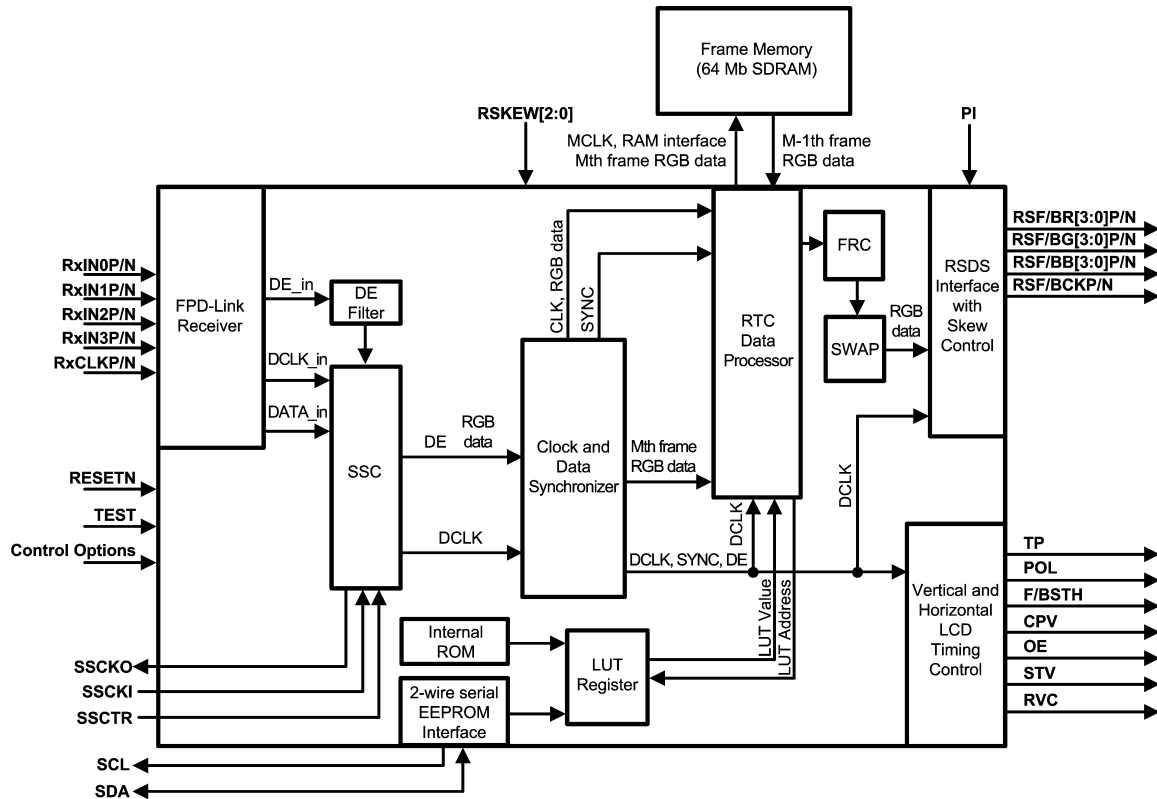 Frame Memory
(64 Mb SDRAM)
RSKEW[2:0]
PI
MCLK, RAM interface
Mth frame RGB data
M-1th frame
RGB data
RxIN0P/N
RxIN1P/N
RxIN2P/N
RxIN3P/N
RxCLKP/N
FPD-Link
Receiver
DE_in
DE
Filter
DCLK_in
DATA_in
SSC
DE
RGB
data
DCLK
CLK, RGB data
SYNC
Clock and
Data
Synchronizer
Mth frame
RGB data
DCLK, SYNC, DE
RTC
Data
Processor
FRC
SWAP
RGB
data
RSDS
Interface
with
Skew
Control
RSF/BR[3:0]P/N
RSF/BG[3:0]P/N
RSF/BB[3:0]P/N
RSF/BCKP/N
DCLK
DCLK
LUT Value
LUT Address
RESETN
TEST
Control Options
Internal
ROM
2-wire serial
EEPROM
Interface
LUT
Register
Vertical and
Horizontal
LCD
Timing
Control
TP
POL
F/BSTH
CPV
OE
STV
RVC
SSCKO
SSCKI
SSCTR
SCL
SDA